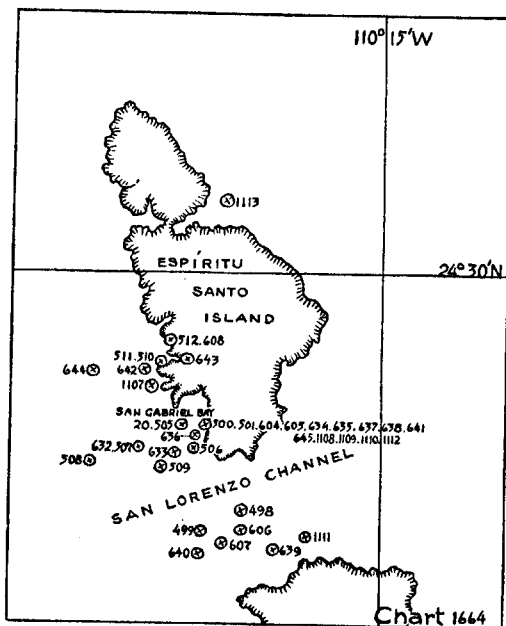 110° 15'W
1113
24° 30'N
ESPÍRITU
SANTO
ISLAND
512.608
511.510
643
644
642
1107
SAN GABRIEL BAY
20.505
500.501.604.605.634.635.637.638.641
645.1108.1109.1110.1112
636
632.507
633
506
508
509
SAN LORENZO CHANNEL
498
499
606
1111
607
640
639
Chart 1664